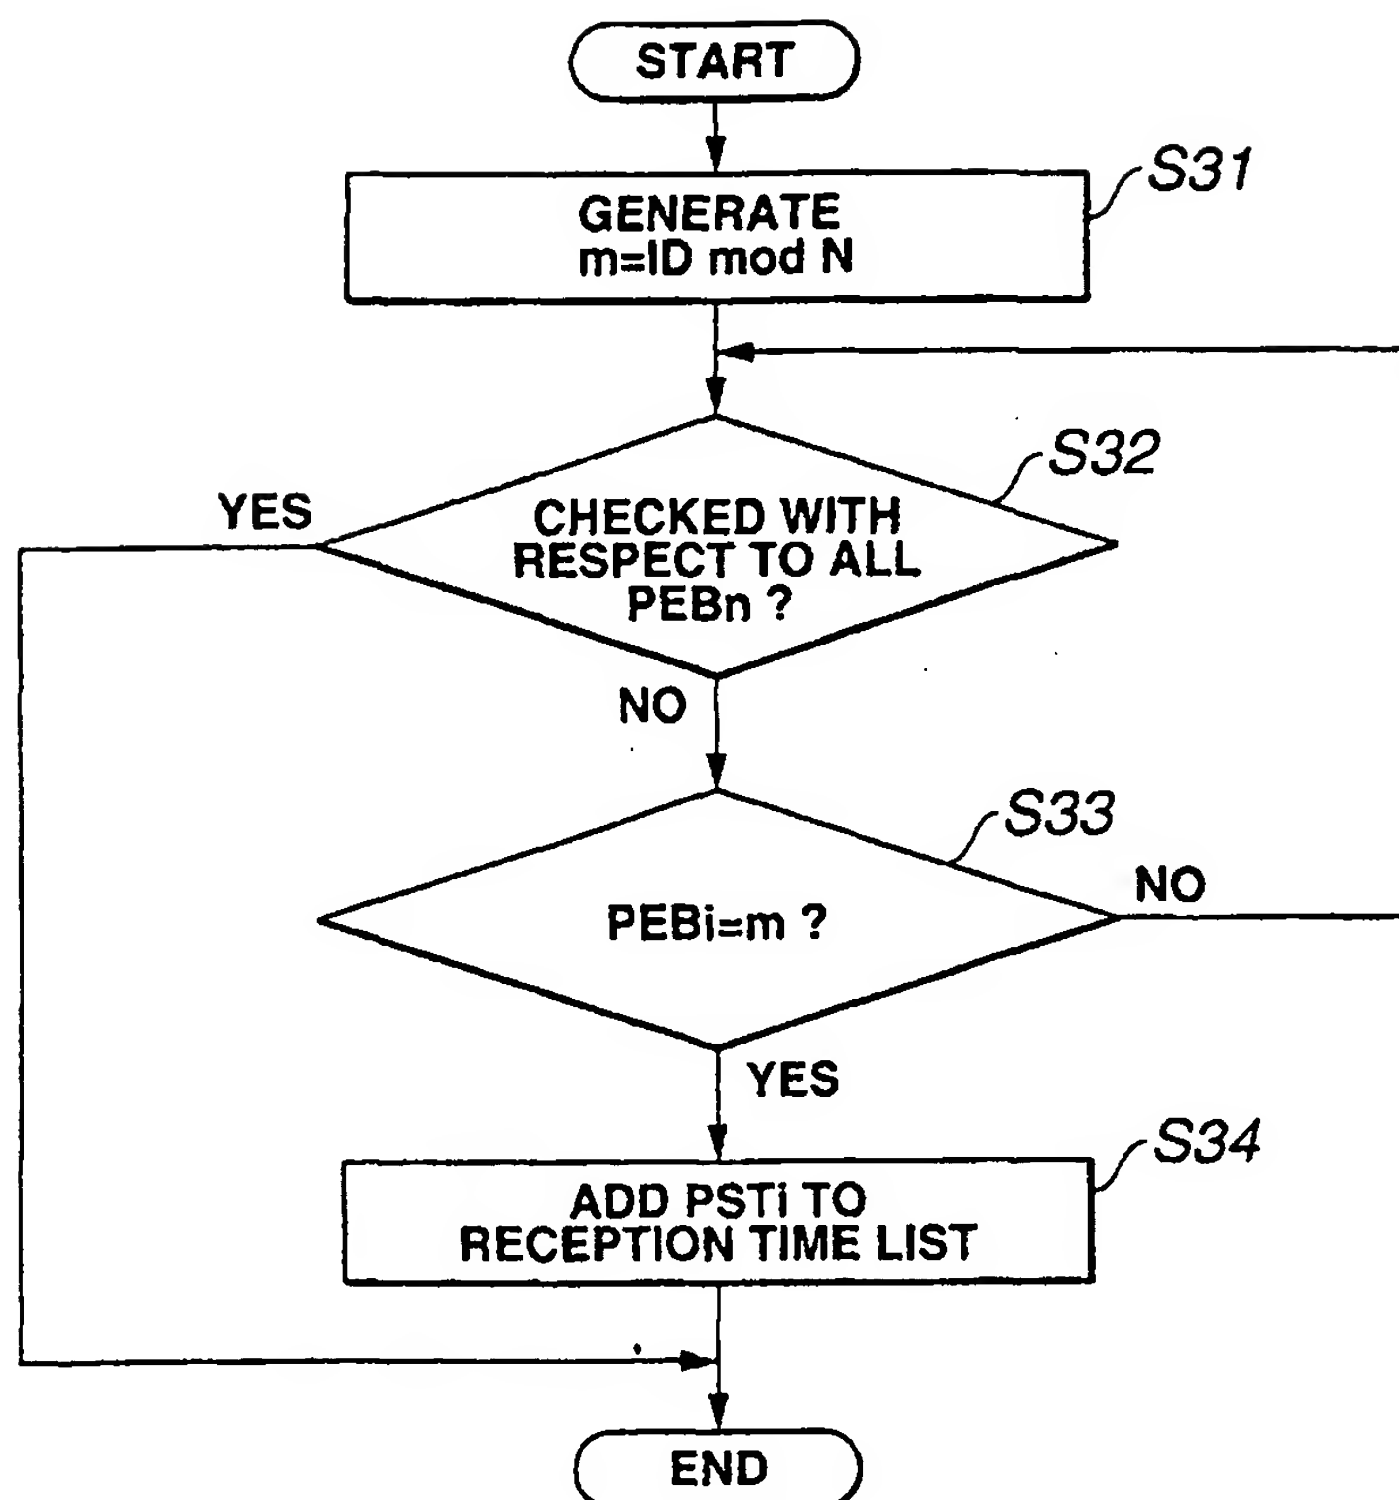 START
S31
GENERATE
m=ID mod N
S32
YES
CHECKED WITH
RESPECT TO ALL
PEBn ?
NO
S33
NO
PEBi=m ?
YES
S34
ADD PSTi TO
RECEPTION TIME LIST
END